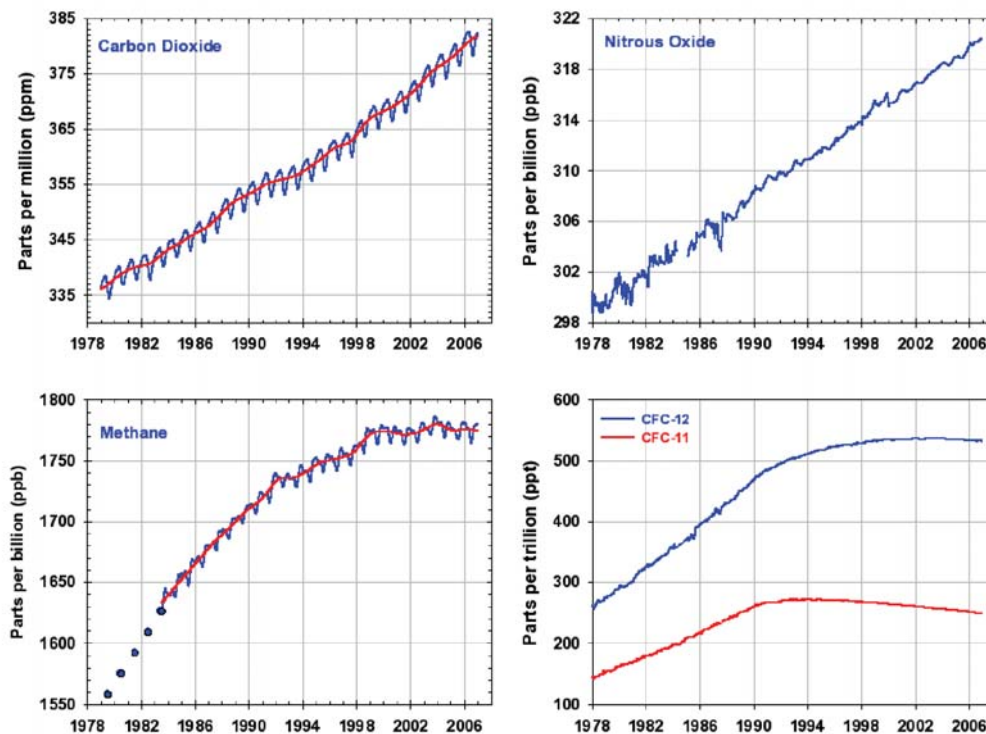 Carbon Dioxide
Parts per million (ppm)
385
375
365
355
345
335
1978 1982 1986 1990 1994 1998 2002 2006
Nitrous Oxide
Parts per billion (ppb)
322
318
314
310
306
302
298
1978 1982 1986 1990 1994 1998 2002 2006
Methane
Parts per billion (ppb)
1800
1750
1700
1650
1600
1550
1978 1982 1986 1990 1994 1998 2002 2006
CFC-12
CFC-11
Parts per trillion (ppt)
600
500
400
300
200
100
1978 1982 1986 1990 1994 1998 2002 2006